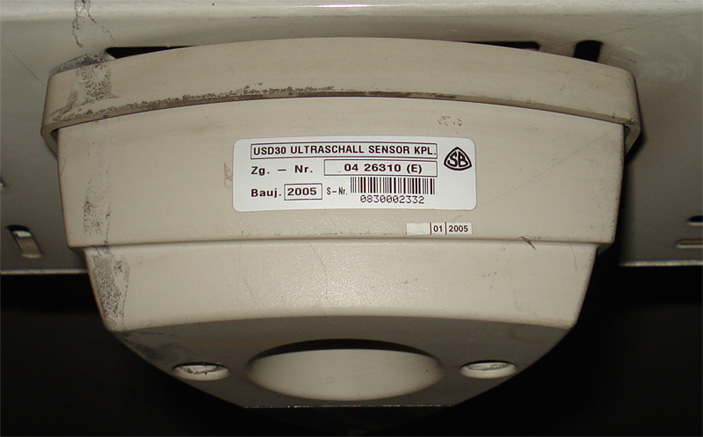 USD30 ULTRASCHALL SENSOR KPL.
SB
Zg. – Nr. 04 26310 (E)
Bauj. 2005 S-Nr.
0830002332
01 2005